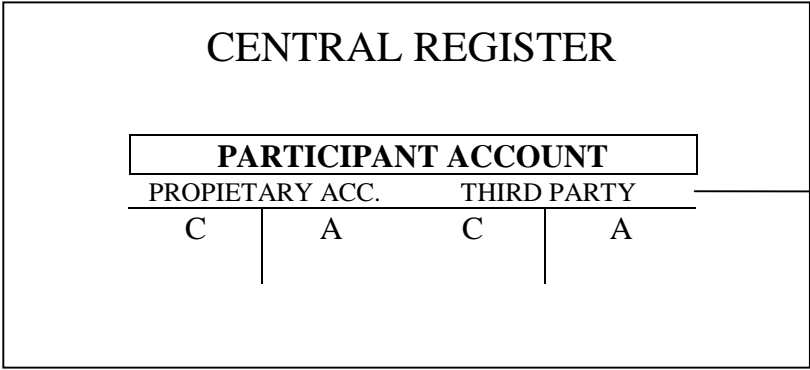 CENTRAL REGISTER
PARTICIPANT ACCOUNT
PROPIETARY ACC. THIRD PARTY
C A C A